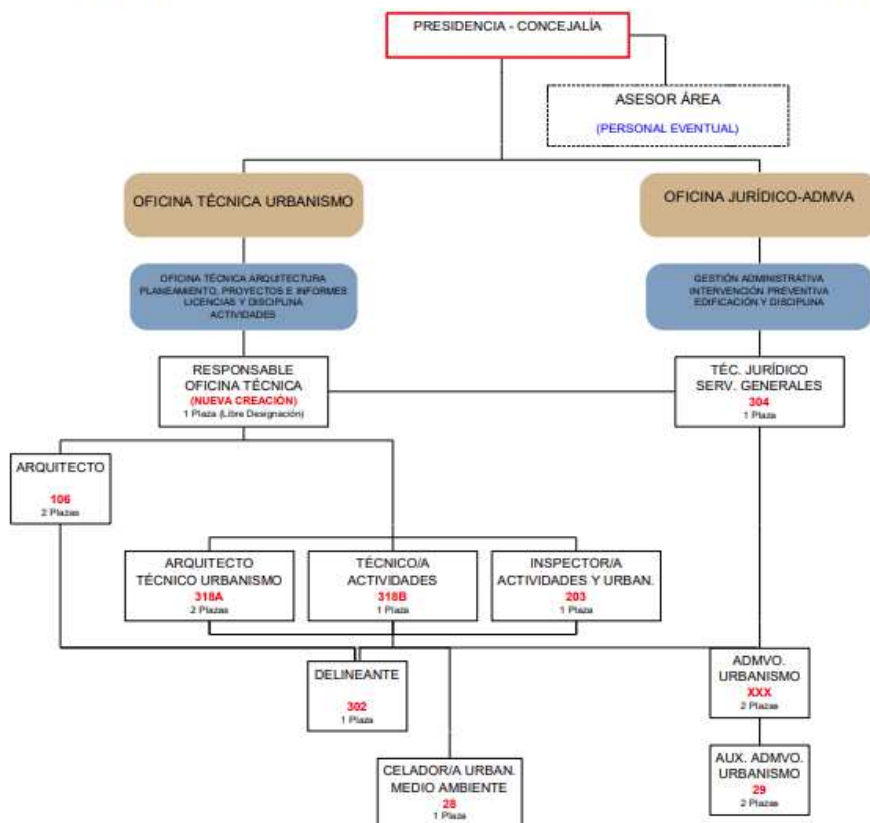 PRESIDENCIA - CONCEJALÍA
ASESOR ÁREA
(PERSONAL EVENTUAL)
OFICINA TÉCNICA URBANISMO
OFICINA JURÍDICO-ADMVA
OFICINA TÉCNICA ARQUITECTURA
PLANEAMIENTO, PROYECTOS E INFORMES
LICENCIAS Y DISCIPLINA
ACTIVIDADES
GESTIÓN ADMINISTRATIVA
INTERVENCIÓN PREVENTIVA
EDIFICACIÓN Y DISCIPLINA
RESPONSABLE
OFICINA TÉCNICA
(NUEVA CREACIÓN)
1 Plaza (Libre Designación)
TÉC. JURÍDICO
SERV. GENERALES
304
1 Plaza
ARQUITECTO
106
2 Plazas
ARQUITECTO
TÉCNICO URBANISMO
318A
2 Plazas
TÉCNICO/A
ACTIVIDADES
318B
1 Plaza
INSPECTOR/A
ACTIVIDADES Y URBAN.
203
1 Plaza
DELINEANTE
302
1 Plaza
ADMVO.
URBANISMO
XXX
2 Plazas
CELADOR/A URBAN.
MEDIO AMBIENTE
28
1 Plaza
AUX. ADMVO.
URBANISMO
29
2 Plazas